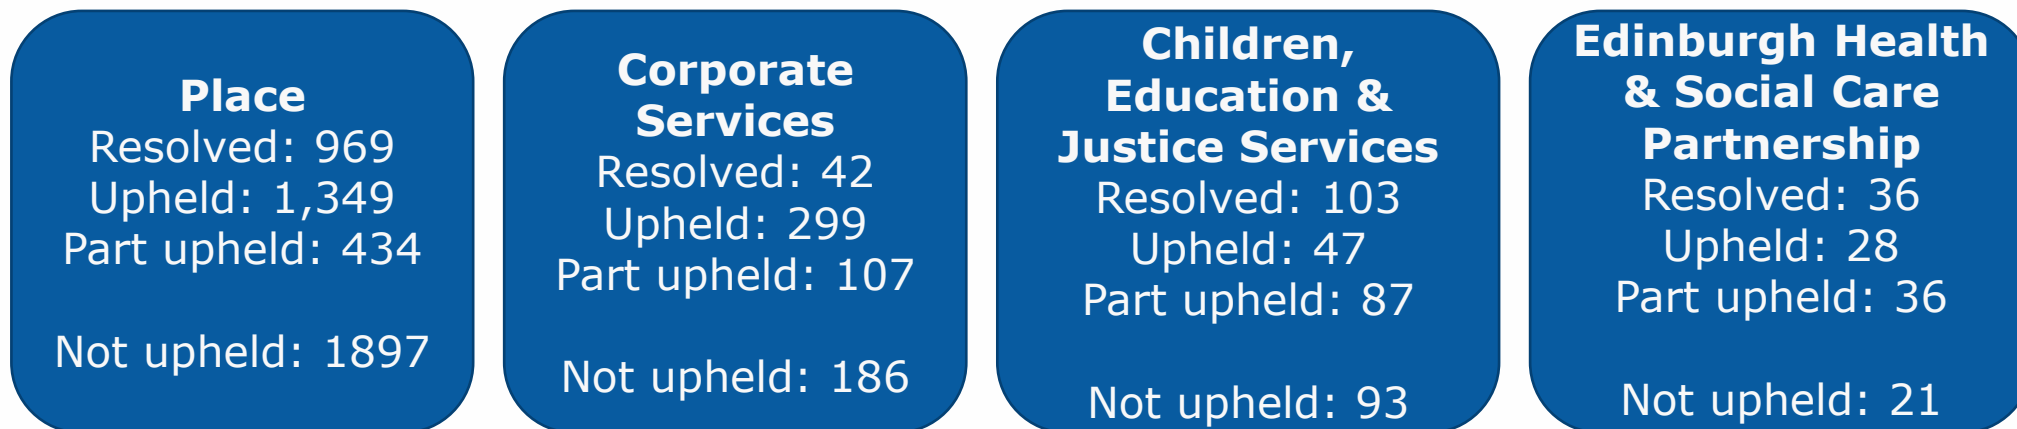 Place
Resolved: 969
Upheld: 1,349
Part upheld: 434
Not upheld: 1897
Corporate
Services
Resolved: 42
Upheld: 299
Part upheld: 107
Not upheld: 186
Children,
Education &
Justice Services
Resolved: 103
Upheld: 47
Part upheld: 87
Not upheld: 93
Edinburgh Health
& Social Care
Partnership
Resolved: 36
Upheld: 28
Part upheld: 36
Not upheld: 21